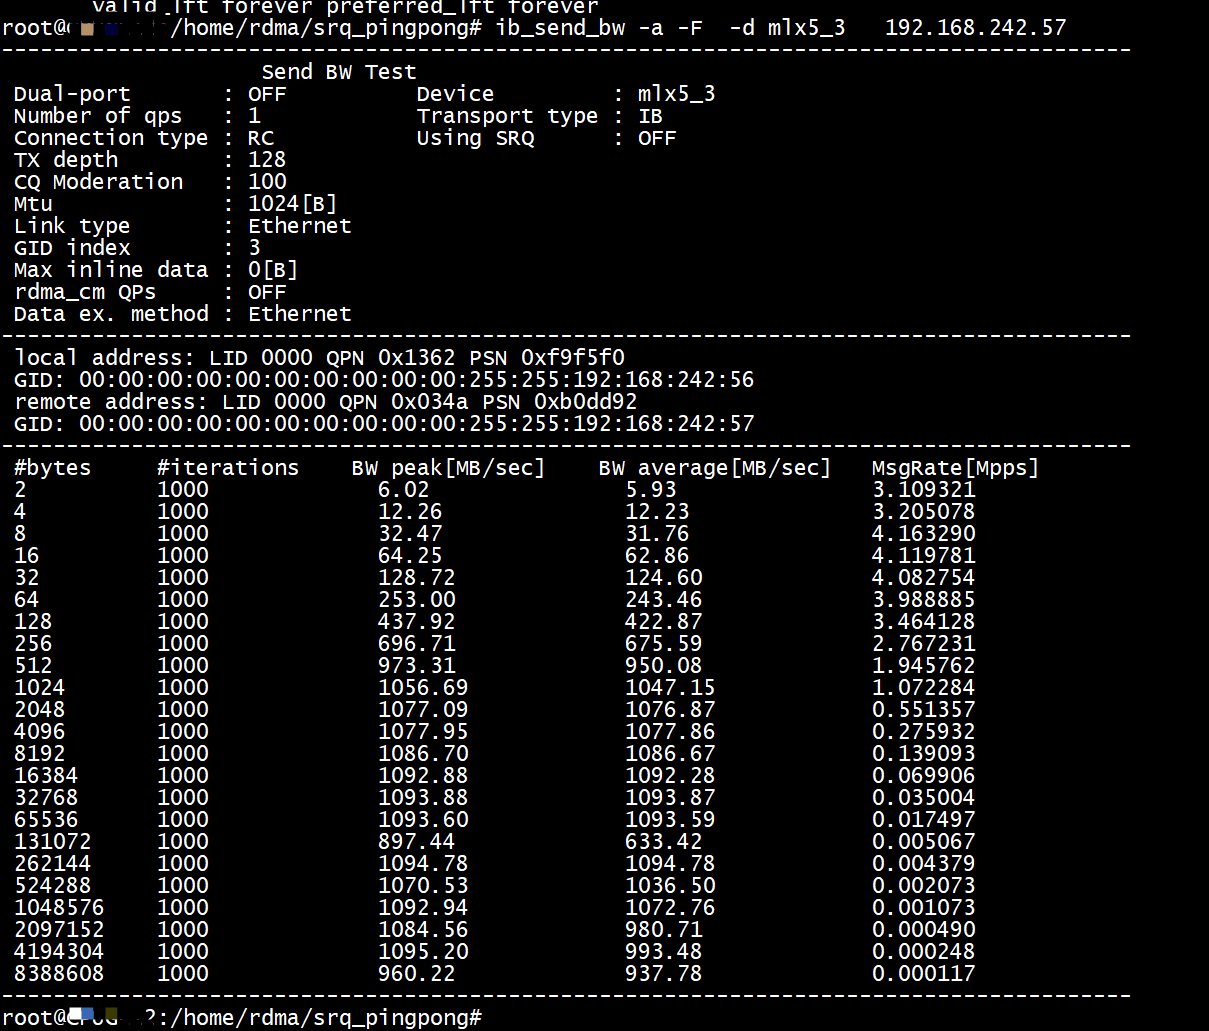 valid_lft forever preferred_lft forever
:/home/rdma/srq_pingpong# ib_send_bw -a -F  -d mlx5_3   192.168.242.57
---------------------------------------------------------------------------------------
Send BW Test
Dual-port       : OFF          Device         : mlx5_3
Number of qps   : 1            Transport type : IB
Connection type : RC           Using SRQ      : OFF
TX depth        : 128
CQ Moderation   : 100
Mtu             : 1024[B]
Link type       : Ethernet
GID index       : 3
Max inline data : 0[B]
rdma_cm QPs     : OFF
Data ex. method : Ethernet
---------------------------------------------------------------------------------------
local address: LID 0000 QPN 0x1362 PSN 0xf9f5f0
GID: 00:00:00:00:00:00:00:00:00:00:255:255:192:168:242:56
remote address: LID 0000 QPN 0x034a PSN 0xb0dd92
GID: 00:00:00:00:00:00:00:00:00:00:255:255:192:168:242:57
---------------------------------------------------------------------------------------
#bytes     #iterations    BW peak[MB/sec]    BW average[MB/sec]   MsgRate[Mpps]
2          1000             6.02               5.93               3.109321
4          1000             12.26              12.23              3.205078
8          1000             32.47              31.76              4.163290
16         1000             64.25              62.86              4.119781
32         1000             128.72             124.60             4.082754
64         1000             253.00             243.46             3.988885
128        1000             437.92             422.87             3.464128
256        1000             696.71             675.59             2.767231
512        1000             973.31             950.08             1.945762
1024       1000             1056.69            1047.15            1.072284
2048       1000             1077.09            1076.87            0.551357
4096       1000             1077.95            1077.86            0.275932
8192       1000             1086.70            1086.67            0.139093
16384      1000             1092.88            1092.28            0.069906
32768      1000             1093.88            1093.87            0.035004
65536      1000             1093.60            1093.59            0.017497
131072     1000             897.44             633.42             0.005067
262144     1000             1094.78            1094.78            0.004379
524288     1000             1070.53            1036.50            0.002073
1048576    1000             1092.94            1072.76            0.001073
2097152    1000             1084.56            980.71             0.000490
4194304    1000             1095.20            993.48             0.000248
8388608    1000             960.22             937.78             0.000117
---------------------------------------------------------------------------------------
2:/home/rdma/srq_pingpong#